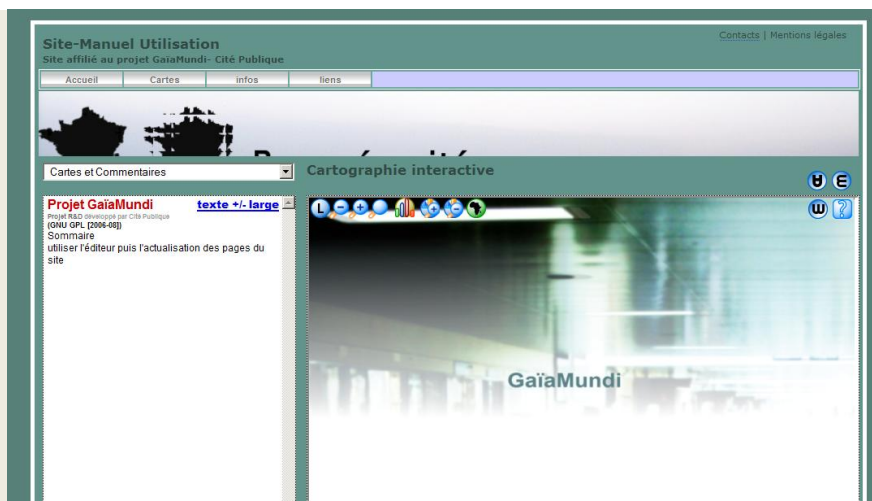 Contacts | Mentions légales
Site-Manuel Utilisation
Site affilié au projet GaïaMundi- Cité Publique
Accueil Cartes infos liens
Cartes et Commentaires
Cartographie interactive
Projet GaïaMundi texte +/- large
Projet R&D développé par Cité Publique
(GNU GPL [2006-08])
Sommaire
utiliser l'éditeur puis l'actualisation des pages du
site
L
W ?
GaïaMundi